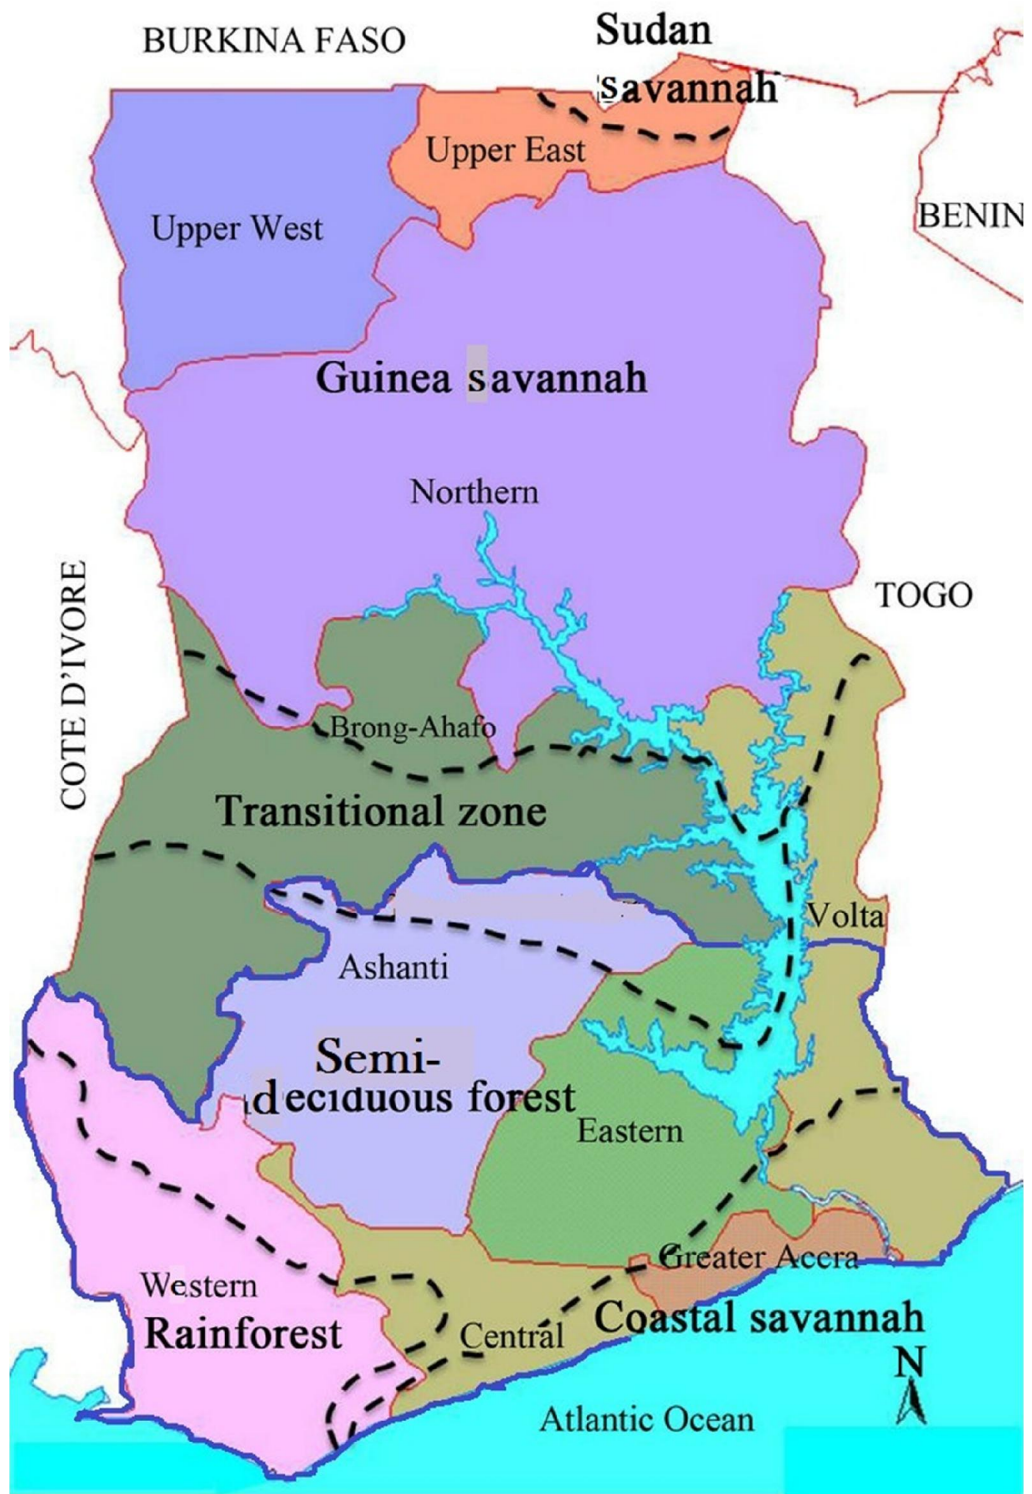 BURKINA FASO
Sudan
savannah
Upper East
Upper West
BENIN
Guinea savannah
Northern
COTE D'IVORE
TOGO
Brong-Ahafo
Transitional zone
Volta
Ashanti
Semi-
deciduous forest
Eastern
Greater Accra
Western
Rainforest
Central
Coastal savannah
N
Atlantic Ocean